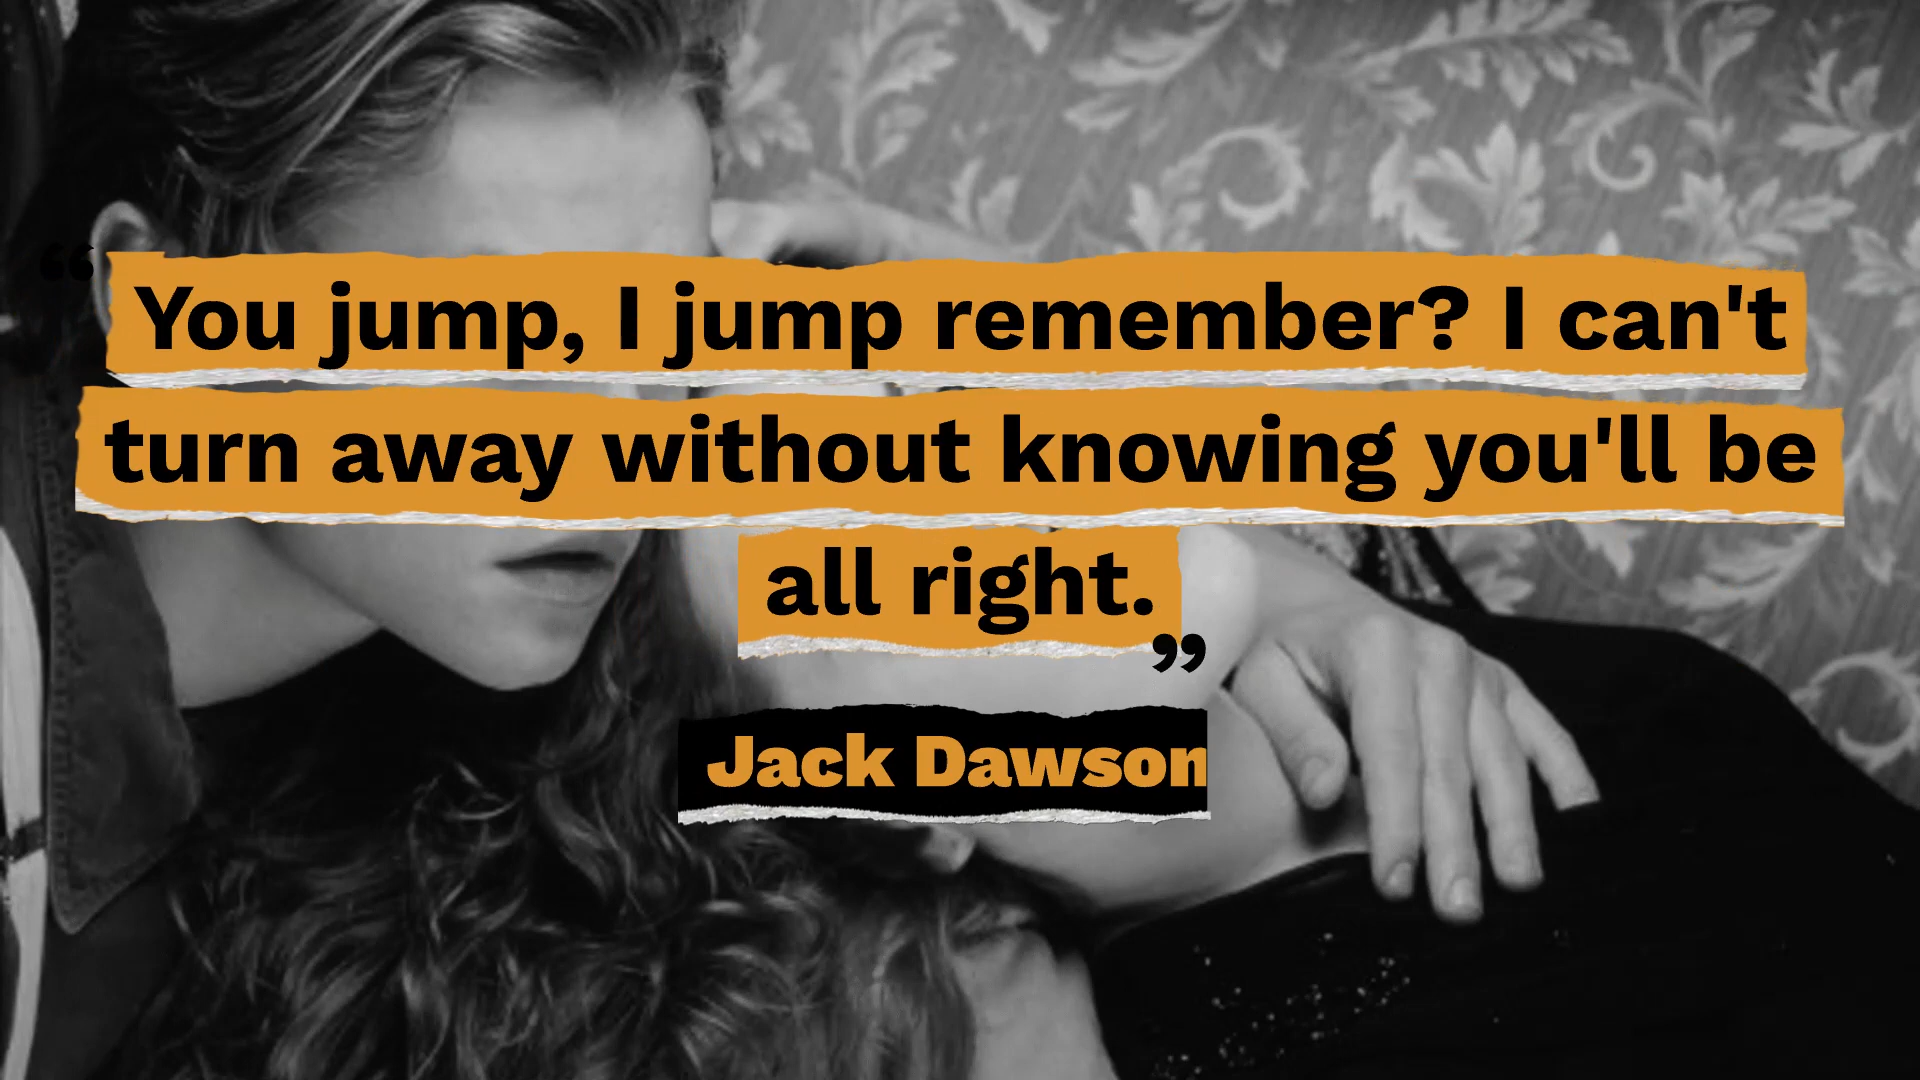 “You jump, I jump remember? I can't
turn away without knowing you'll be
all right.”
Jack Dawson